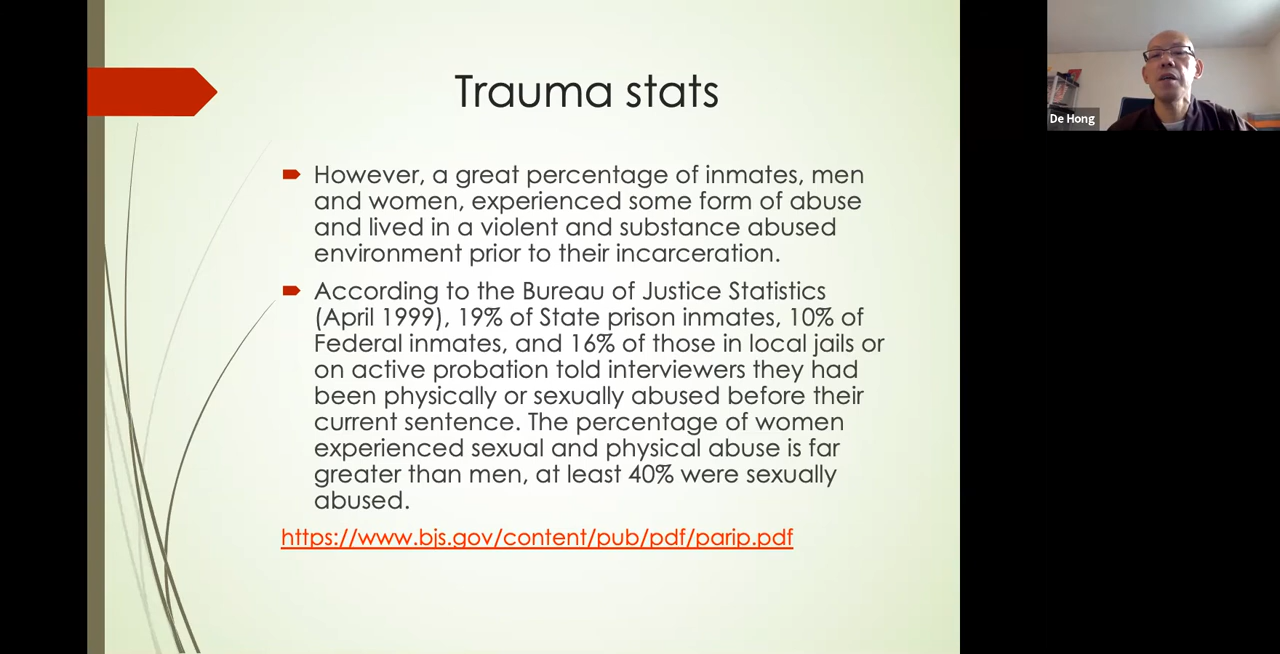 Trauma stats
However, a great percentage of inmates, men
and women, experienced some form of abuse
and lived in a violent and substance abused
environment prior to their incarceration.
According to the Bureau of Justice Statistics
(April 1999), 19% of State prison inmates, 10% of
Federal inmates, and 16% of those in local jails or
on active probation told interviewers they had
been physically or sexually abused before their
current sentence. The percentage of women
experienced sexual and physical abuse is far
greater than men, at least 40% were sexually
abused.
https://www.bjs.gov/content/pub/pdf/parip.pdf
De Hong